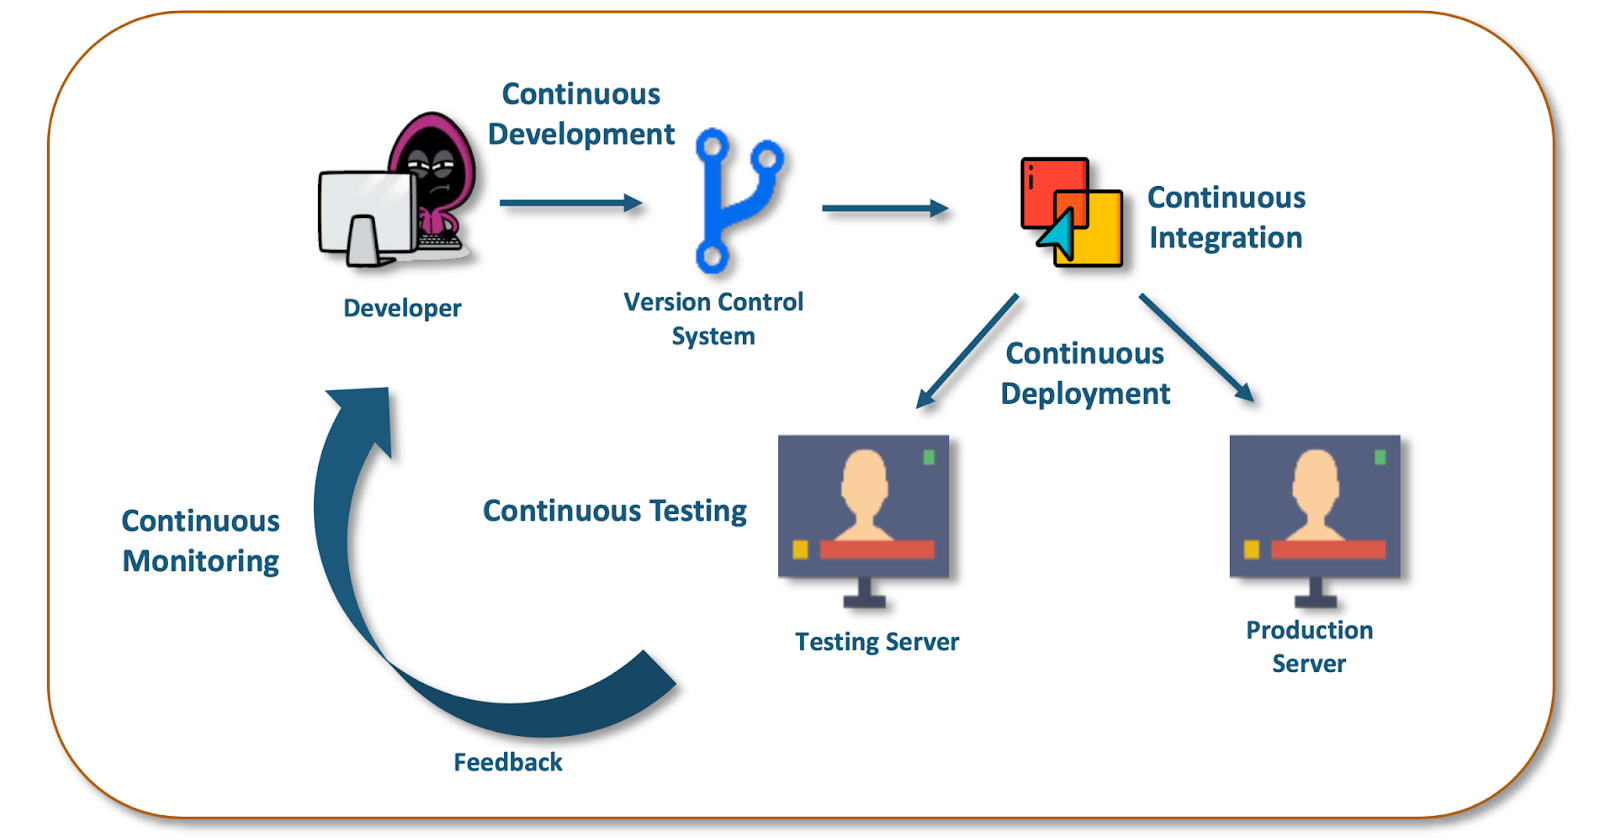 Continuous
Development
Developer
Version Control
System
Continuous
Integration
Continuous
Deployment
Continuous Testing
Testing Server
Production
Server
Continuous
Monitoring
Feedback